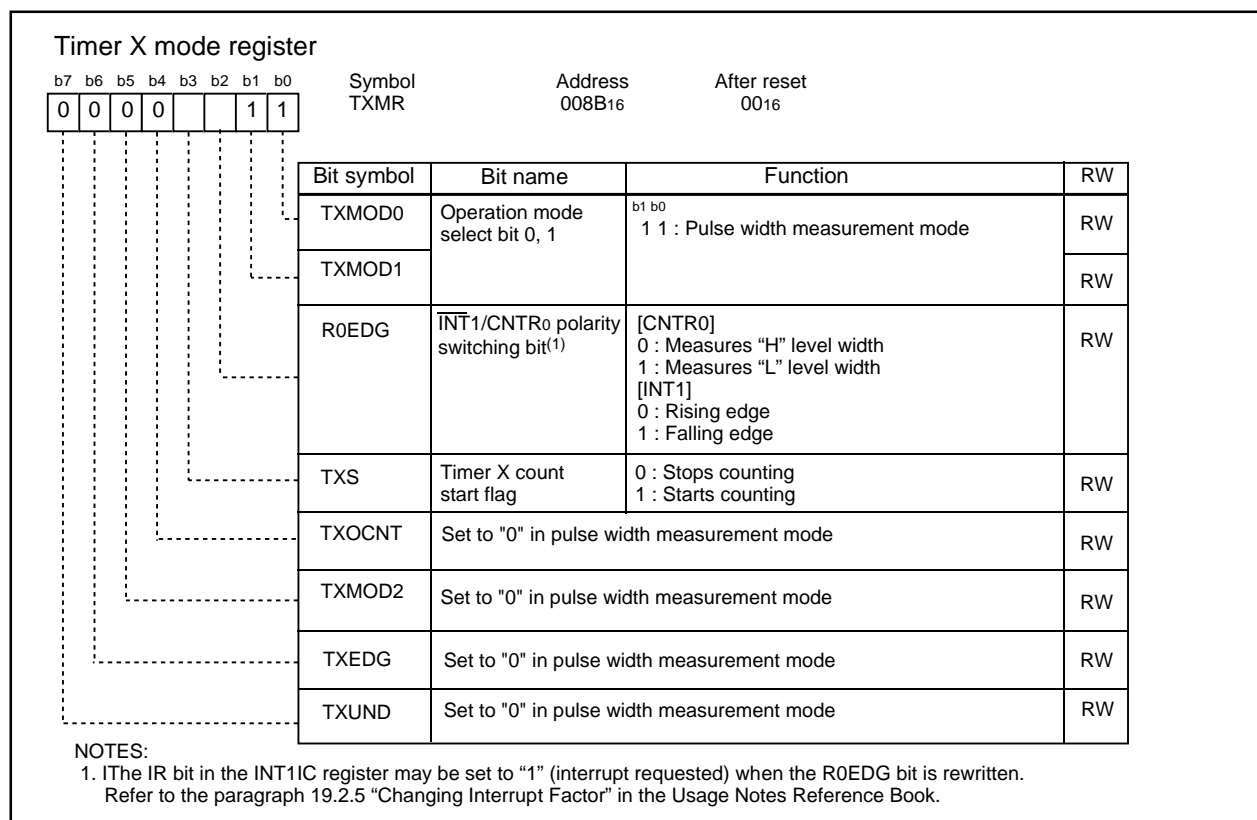 Timer X mode register
b7 b6 b5 b4 b3 b2 b1 b0
0 0 0 0 1 1
Symbol Address After reset
TXMR 008B16 0016
Bit symbol Bit name Function RW
TXMOD0 Operation mode select bit 0, 1 b1 b0
1 1 : Pulse width measurement mode RW
TXMOD1 RW
R0EDG INT1/CNTR0 polarity switching bit(1) [CNTR0] RW
0 : Measures “H” level width
1 : Measures “L” level width
[INT1]
0 : Rising edge
1 : Falling edge
TXS Timer X count start flag 0 : Stops counting RW
1 : Starts counting
TXOCNT Set to "0" in pulse width measurement mode RW
TXMOD2 Set to "0" in pulse width measurement mode RW
TXEDG Set to "0" in pulse width measurement mode RW
TXUND Set to "0" in pulse width measurement mode RW
NOTES:
1. IThe IR bit in the INT1IC register may be set to “1” (interrupt requested) when the R0EDG bit is rewritten.
Refer to the paragraph 19.2.5 “Changing Interrupt Factor” in the Usage Notes Reference Book.